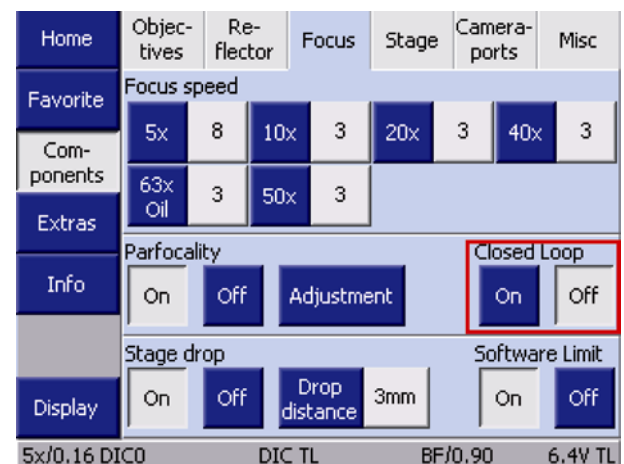 Home
Objec-
tives
Re-
flector
Focus
Stage
Camera-
ports
Misc
Favorite
Com-
ponents
Extras
Info
Display
Focus speed
5x 8 10x 3 20x 3 40x 3
63x
Oil
3 50x 3
Parfocality
On Off Adjustment
Closed Loop
On Off
Stage drop
On Off
Drop
distance
3mm
Software Limit
On Off
5x/0.16 DIC0 DIC TL BF/0.90 6.4V TL